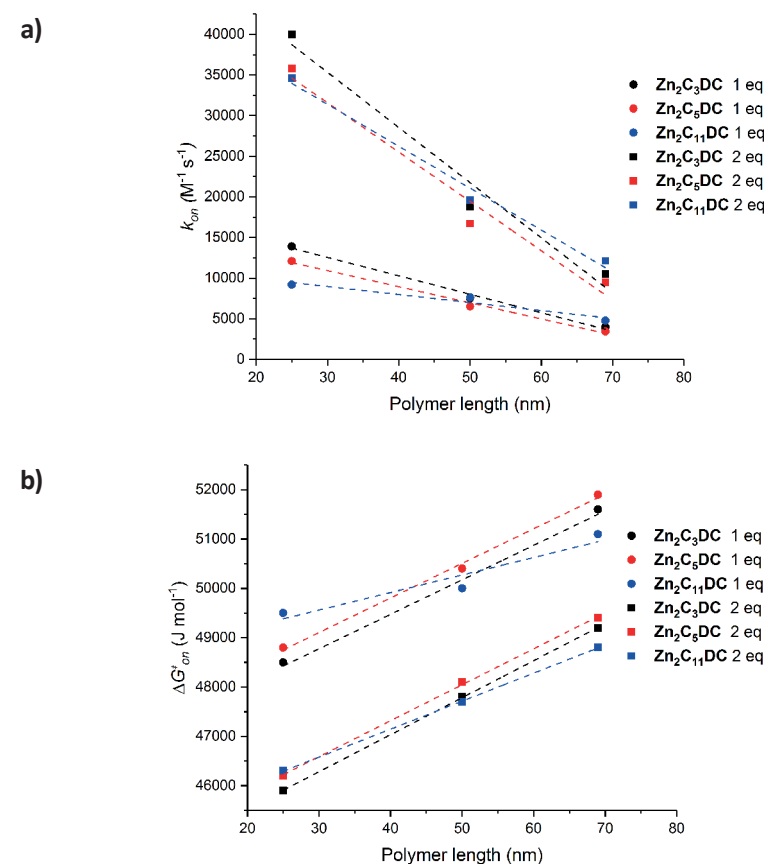 a)
40000
35000
30000
25000
20000
15000
10000
5000
0
20 30 40 50 60 70 80
k_on (M⁻¹ s⁻¹)
Polymer length (nm)
Zn₂C₃DC 1 eq
Zn₂C₅DC 1 eq
Zn₂C₁₁DC 1 eq
Zn₂C₃DC 2 eq
Zn₂C₅DC 2 eq
Zn₂C₁₁DC 2 eq
b)
52000
51000
50000
49000
48000
47000
46000
20 30 40 50 60 70 80
ΔG‡on (J mol⁻¹)
Polymer length (nm)
Zn₂C₃DC 1 eq
Zn₂C₅DC 1 eq
Zn₂C₁₁DC 1 eq
Zn₂C₃DC 2 eq
Zn₂C₅DC 2 eq
Zn₂C₁₁DC 2 eq